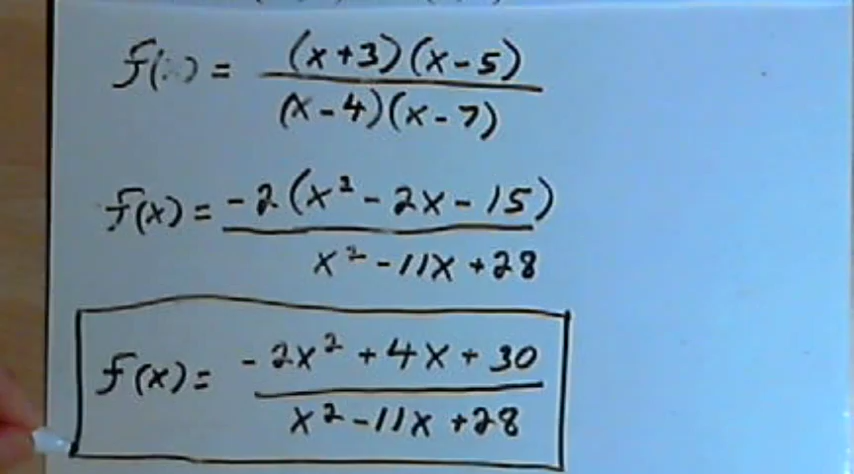 f(x) = (x+3)(x-5)
(x-4)(x-7)
f(x) = -2(x² - 2x - 15)
x² - 11x + 28
f(x) = -2x² + 4x + 30
x² - 11x + 28